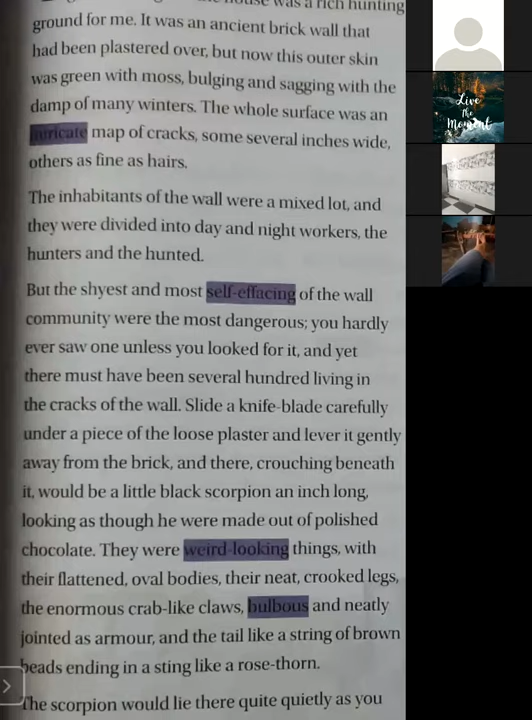 house was a rich hunting
ground for me. It was an ancient brick wall that
had been plastered over, but now this outer skin
was green with moss, bulging and sagging with the
damp of many winters. The whole surface was an
intricate map of cracks, some several inches wide,
others as fine as hairs.
The inhabitants of the wall were a mixed lot, and
they were divided into day and night workers, the
hunters and the hunted.
But the shyest and most self-effacing of the wall
community were the most dangerous; you hardly
ever saw one unless you looked for it, and yet
there must have been several hundred living in
the cracks of the wall. Slide a knife-blade carefully
under a piece of the loose plaster and lever it gently
away from the brick, and there, crouching beneath
it, would be a little black scorpion an inch long,
looking as though he were made out of polished
chocolate. They were weird-looking things, with
their flattened, oval bodies, their neat, crooked legs,
the enormous crab-like claws, bulbous and neatly
jointed as armour, and the tail like a string of brown
beads ending in a sting like a rose-thorn.
The scorpion would lie there quite quietly as you
Live
The
Moment